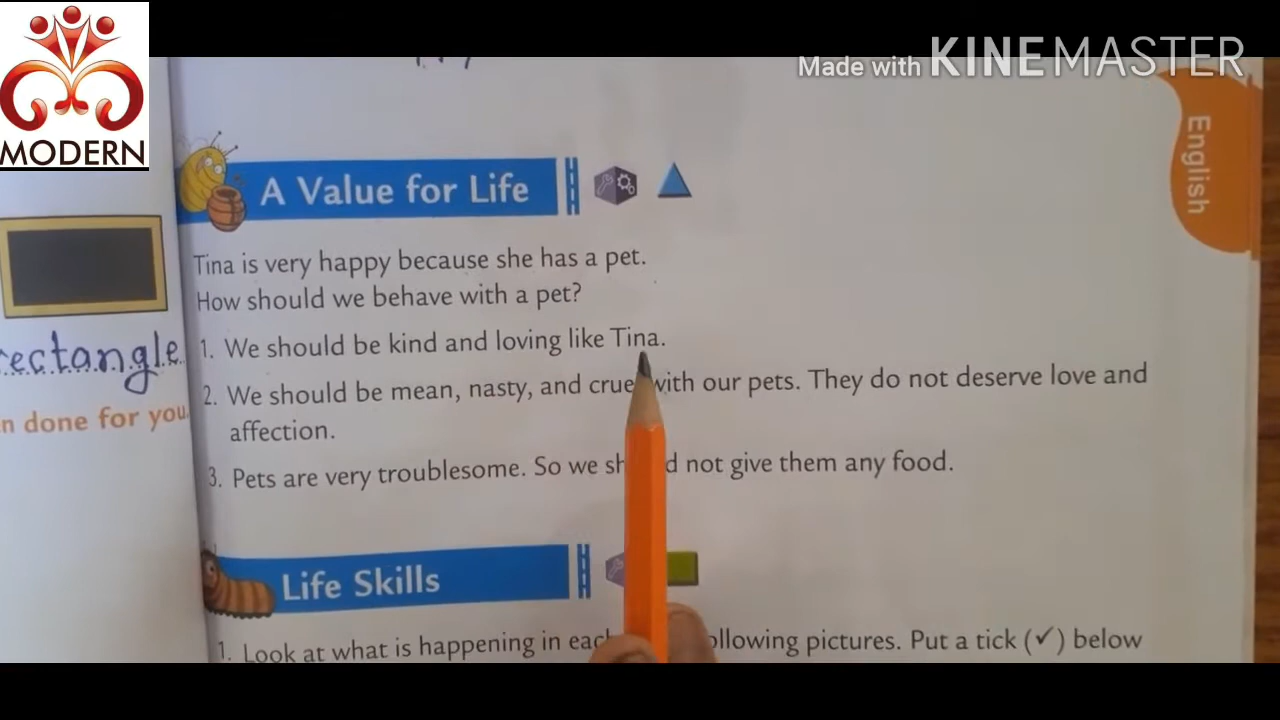 MODERN
Made with KINEMASTER
English
A Value for Life
Tina is very happy because she has a pet.
How should we behave with a pet?
1. We should be kind and loving like Tina.
2. We should be mean, nasty, and cruel with our pets. They do not deserve love and
affection.
3. Pets are very troublesome. So we should not give them any food.
rectangle
n done for you.
Life Skills
1. Look at what is happening in each following pictures. Put a tick (✓) below